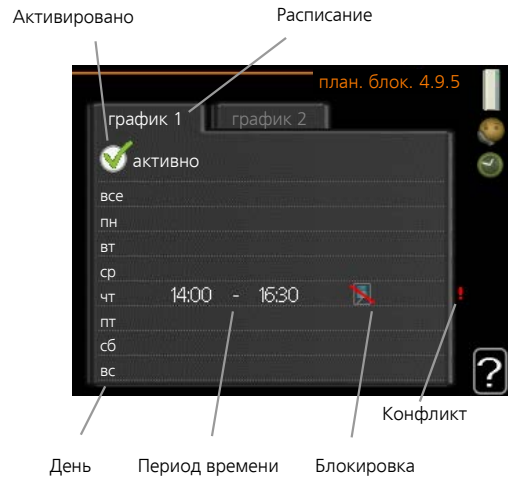 Активировано
Расписание
план. блок. 4.9.5
график 1
график 2
активно
все
пн
вт
ср
чт 14:00 - 16:30
пт
сб
вс
?
Конфликт
День
Период времени
Блокировка